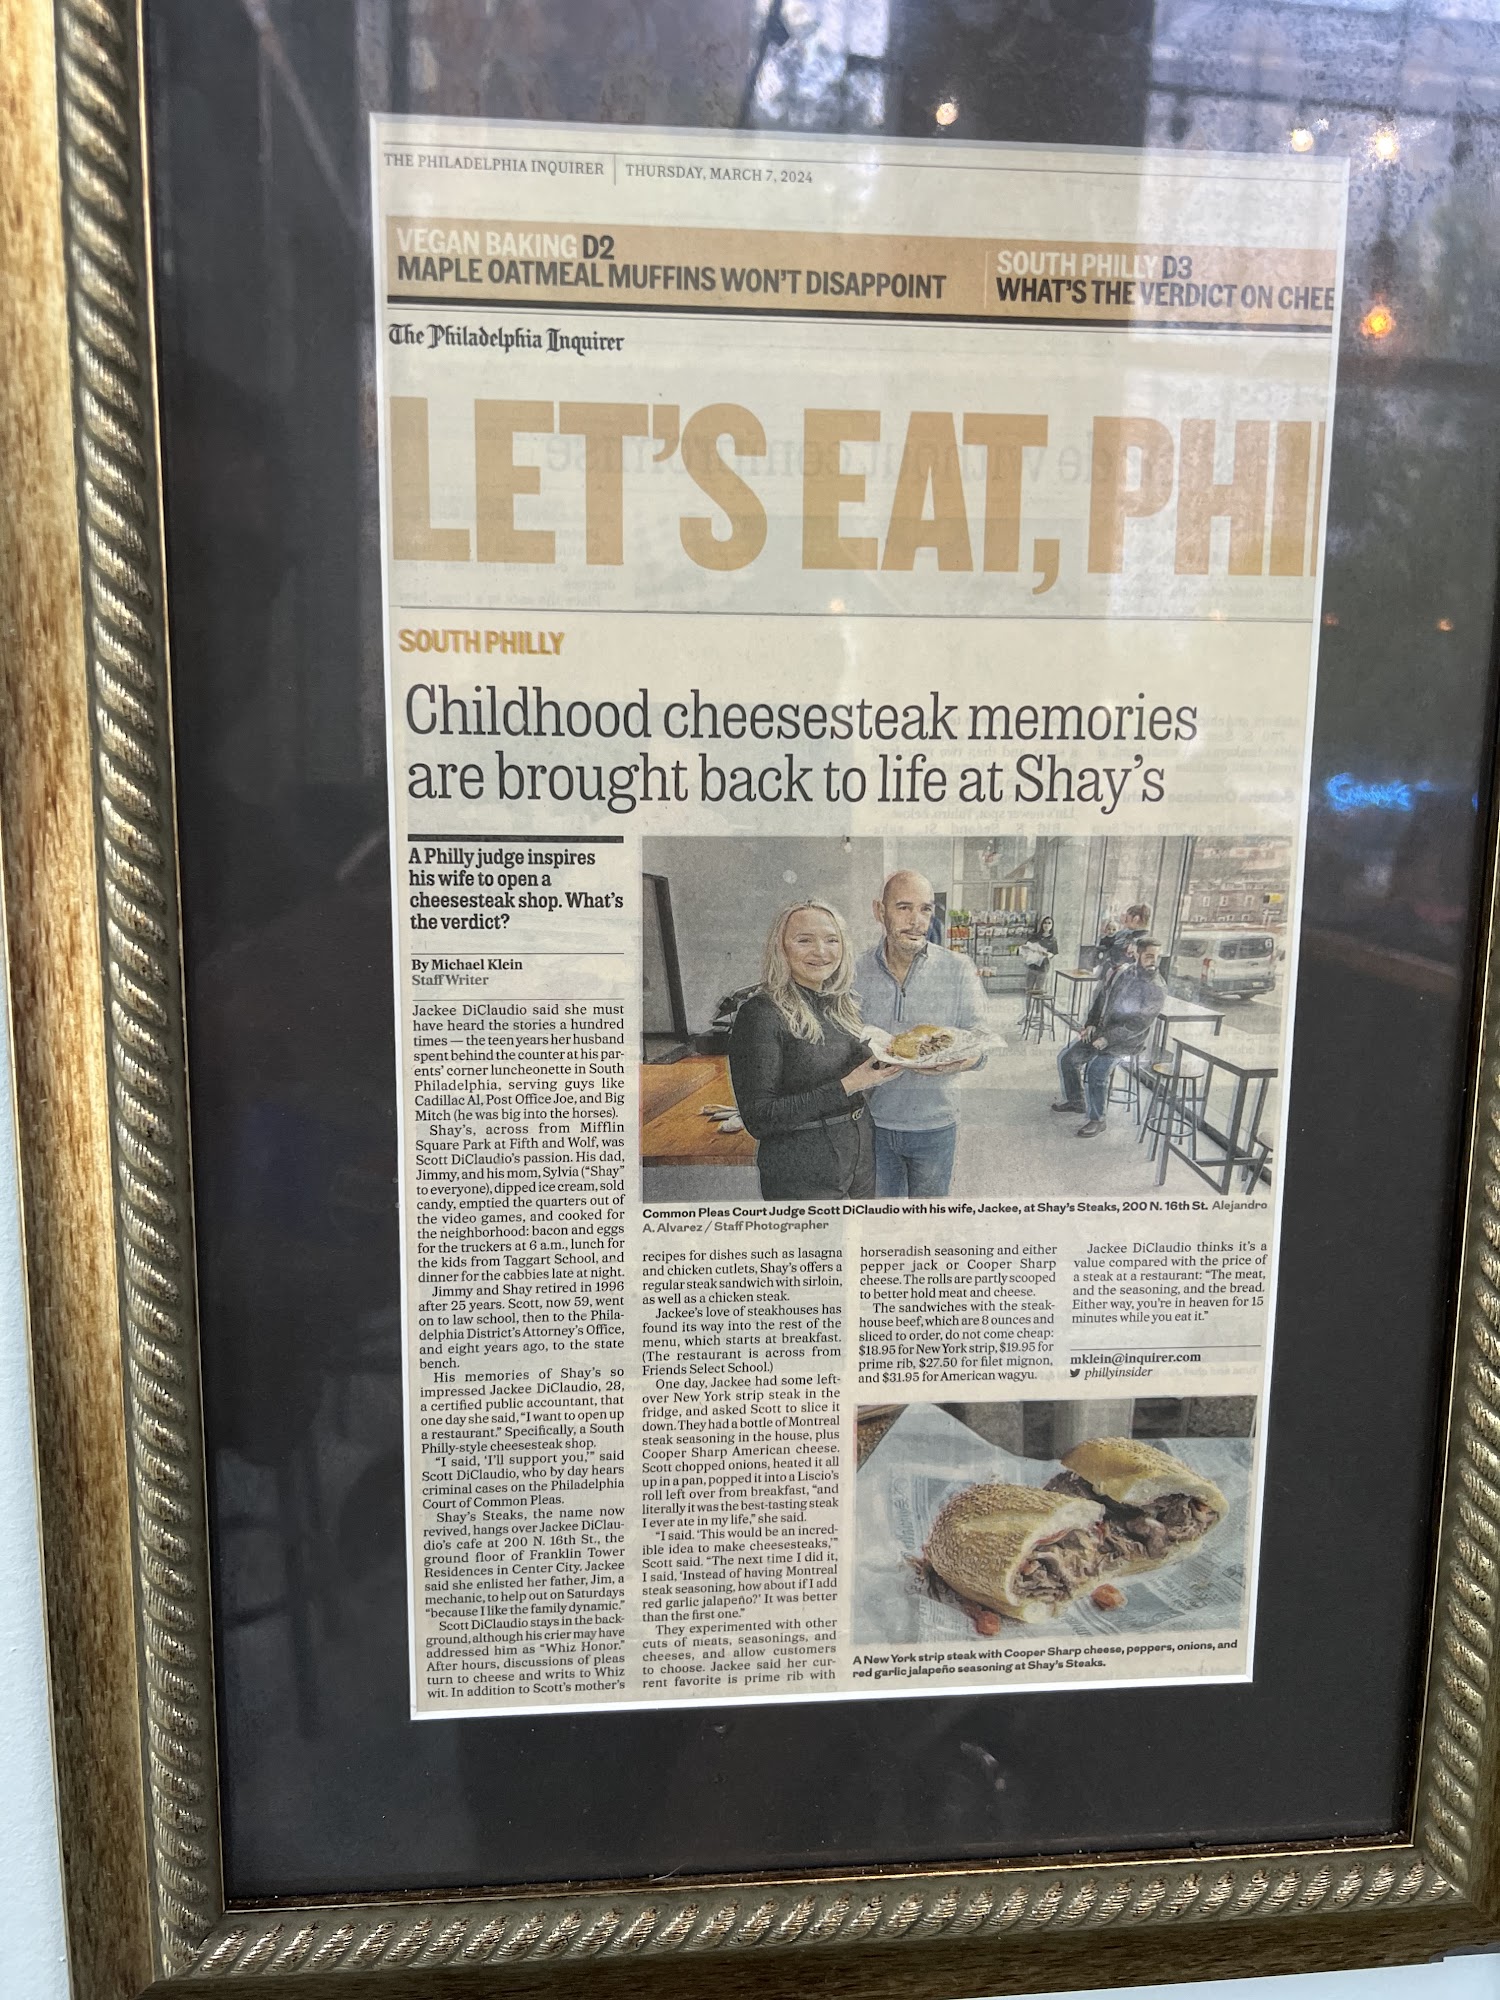 THE PHILADELPHIA INQUIRER | THURSDAY, MARCH 7, 2024
VEGAN BAKING D2
MAPLE OATMEAL MUFFINS WON'T DISAPPOINT
SOUTH PHILLY D3
WHAT'S THE VERDICT ON CHEE
The Philadelphia Inquirer
LET'S EAT, PHI
SOUTH PHILLY
Childhood cheesesteak memories
are brought back to life at Shay's
A Philly judge inspires
his wife to open a
cheesesteak shop. What's
the verdict?
By Michael Klein
Staff Writer
Jackee DiClaudio said she must
have heard the stories a hundred
times — the teen years her husband
spent behind the counter at his par-
ents' corner luncheonette in South
Philadelphia, serving guys like
Cadillac Al, Post Office Joe, and Big
Mitch (he was big into the horses).
Shay's, across from Mifflin
Square Park at Fifth and Wolf, was
Scott DiClaudio's passion. His dad,
Jimmy, and his mom, Sylvia ("Shay"
to everyone), dipped ice cream, sold
candy, emptied the quarters out of
the video games, and cooked for
the neighborhood: bacon and eggs
for the truckers at 6 a.m., lunch for
the kids from Taggart School, and
dinner for the cabbies late at night.
Jimmy and Shay retired in 1996
after 25 years. Scott, now 59, went
on to law school, then to the Phila-
delphia District's Attorney's Office,
and eight years ago, to the state
bench.
His memories of Shay's so
impressed Jackee DiClaudio, 28,
a certified public accountant, that
one day she said, "I want to open up
a restaurant." Specifically, a South
Philly-style cheesesteak shop.
"I said, 'I'll support you,'" said
Scott DiClaudio, who by day hears
criminal cases on the Philadelphia
Court of Common Pleas.
Shay's Steaks, the name now
revived, hangs over Jackee DiClau-
dio's cafe at 200 N. 16th St., the
ground floor of Franklin Tower
Residences in Center City. Jackee
said she enlisted her father, Jim, a
mechanic, to help out on Saturdays
"because I like the family dynamic."
Scott DiClaudio stays in the back-
ground, although his crier may have
addressed him as "Whiz Honor."
After hours, discussions of pleas
turn to cheese and writs to Whiz
wit. In addition to Scott's mother's
Common Pleas Court Judge Scott DiClaudio with his wife, Jackee, at Shay's Steaks, 200 N. 16th St. Alejandro
A. Alvarez / Staff Photographer
recipes for dishes such as lasagna
and chicken cutlets, Shay's offers a
regular steak sandwich with sirloin,
as well as a chicken steak.
Jackee's love of steakhouses has
found its way into the rest of the
menu, which starts at breakfast.
(The restaurant is across from
Friends Select School.)
One day, Jackee had some left-
over New York strip steak in the
fridge, and asked Scott to slice it
down. They had a bottle of Montreal
steak seasoning in the house, plus
Cooper Sharp American cheese.
Scott chopped onions, heated it all
up in a pan, popped it into a Liscio's
roll left over from breakfast, "and
literally it was the best-tasting steak
I ever ate in my life," she said.
"I said. 'This would be an incred-
ible idea to make cheesesteaks,'"
Scott said. "The next time I did it,
I said, 'Instead of having Montreal
steak seasoning, how about if I add
red garlic jalapeño?' It was better
than the first one."
They experimented with other
cuts of meats, seasonings, and
cheeses, and allow customers
to choose. Jackee said her cur-
rent favorite is prime rib with
horseradish seasoning and either
pepper jack or Cooper Sharp
cheese. The rolls are partly scooped
to better hold meat and cheese.
The sandwiches with the steak-
house beef, which are 8 ounces and
sliced to order, do not come cheap:
$18.95 for New York strip, $19.95 for
prime rib, $27.50 for filet mignon,
and $31.95 for American wagyu.
Jackee DiClaudio thinks it's a
value compared with the price of
a steak at a restaurant: "The meat,
and the seasoning, and the bread.
Either way, you're in heaven for 15
minutes while you eat it."
mklein@inquirer.com
phillyinsider
A New York strip steak with Cooper Sharp cheese, peppers, onions, and
red garlic jalapeño seasoning at Shay's Steaks.